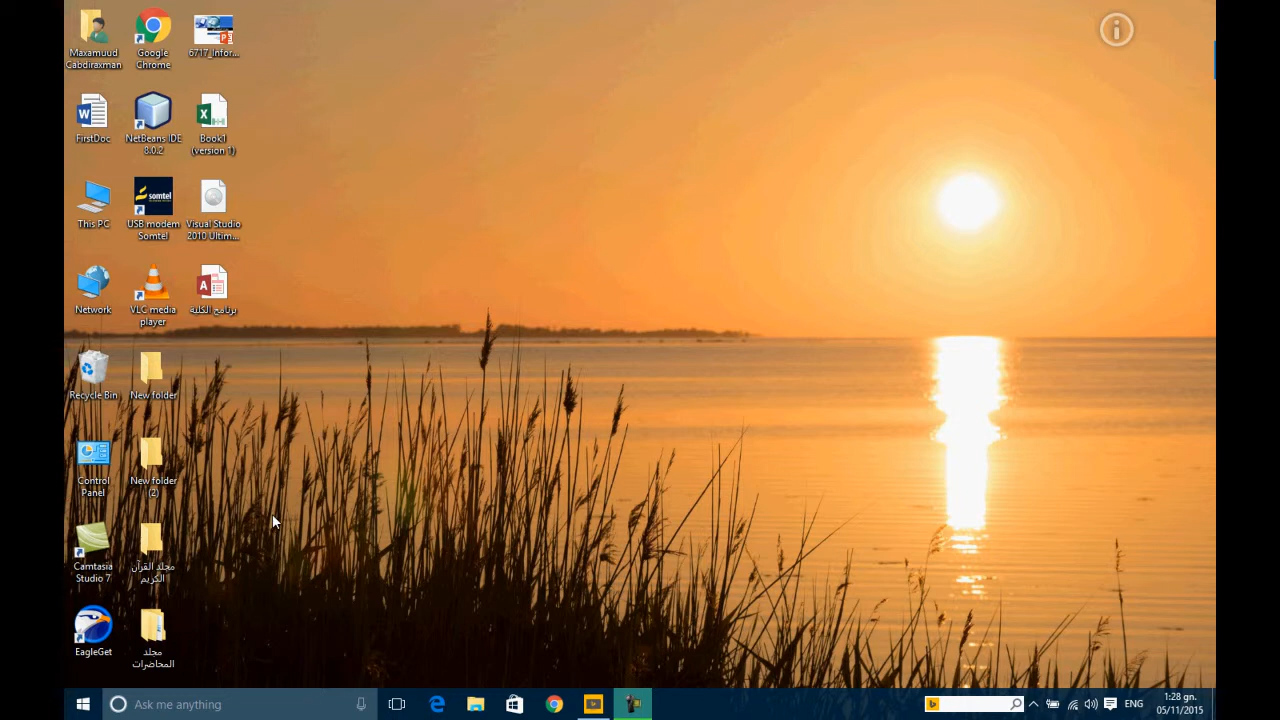 Maxamuud
Cabdiraxman
Google
Chrome
6717_Infor...
FirstDoc
NetBeans IDE
8.0.2
Book1
(version 1)
This PC
somtel
USB modem
Somtel
Visual Studio
2010 Ultim...
Network
VLC media
player
برنامج الكلية
Recycle Bin
New folder
Control
Panel
New folder
(2)
Camtasia
Studio 7
مجلد القرآن
الكريم
EagleGet
مجلد
المحاضرات
Ask me anything
ENG
1:28 gn.
05/11/2015